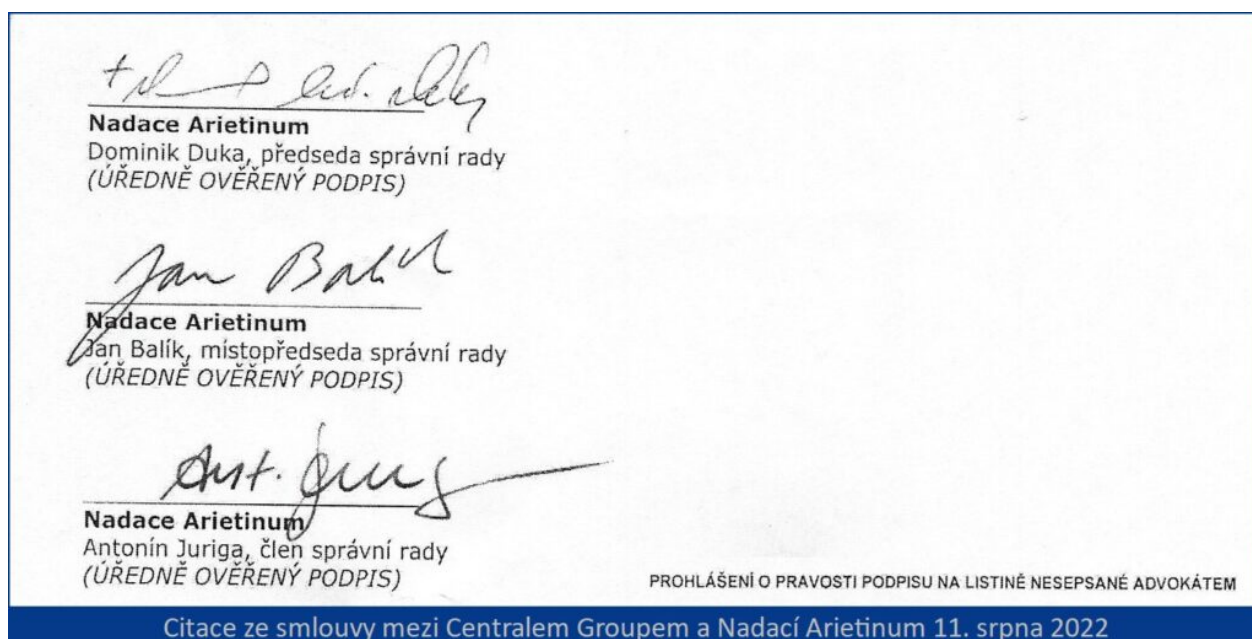 Nadace Arietinum
Dominik Duka, předseda správní rady
(ÚŘEDNĚ OVĚŘENÝ PODPIS)
Jan Balík
Nadace Arietinum
Jan Balík, místopředseda správní rady
(ÚŘEDNĚ OVĚŘENÝ PODPIS)
Ant.
Nadace Arietinum
Antonín Juriga, člen správní rady
(ÚŘEDNĚ OVĚŘENÝ PODPIS)
PROHLÁŠENÍ O PRAVOSTI PODPISU NA LISTINĚ NESEPSANÉ ADVOKÁTEM
Citace ze smlouvy mezi Centralem Groupem a Nadací Arietinum 11. srpna 2022